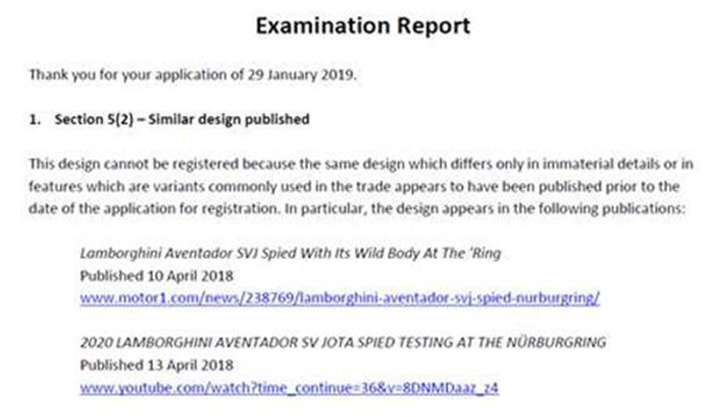 Examination Report
Thank you for your application of 29 January 2019.
1. Section 5(2) – Similar design published
This design cannot be registered because the same design which differs only in immaterial details or in
features which are variants commonly used in the trade appears to have been published prior to the
date of the application for registration. In particular, the design appears in the following publications:
Lamborghini Aventador SVJ Spied With Its Wild Body At The 'Ring
Published 10 April 2018
www.motor1.com/news/238769/lamborghini-aventador-svj-spied-nurburgring/
2020 LAMBORGHINI AVENTADOR SV JOTA SPIED TESTING AT THE NÜRBURGRING
Published 13 April 2018
www.youtube.com/watch?time_continue=36&v=8DNMDaaz_z4